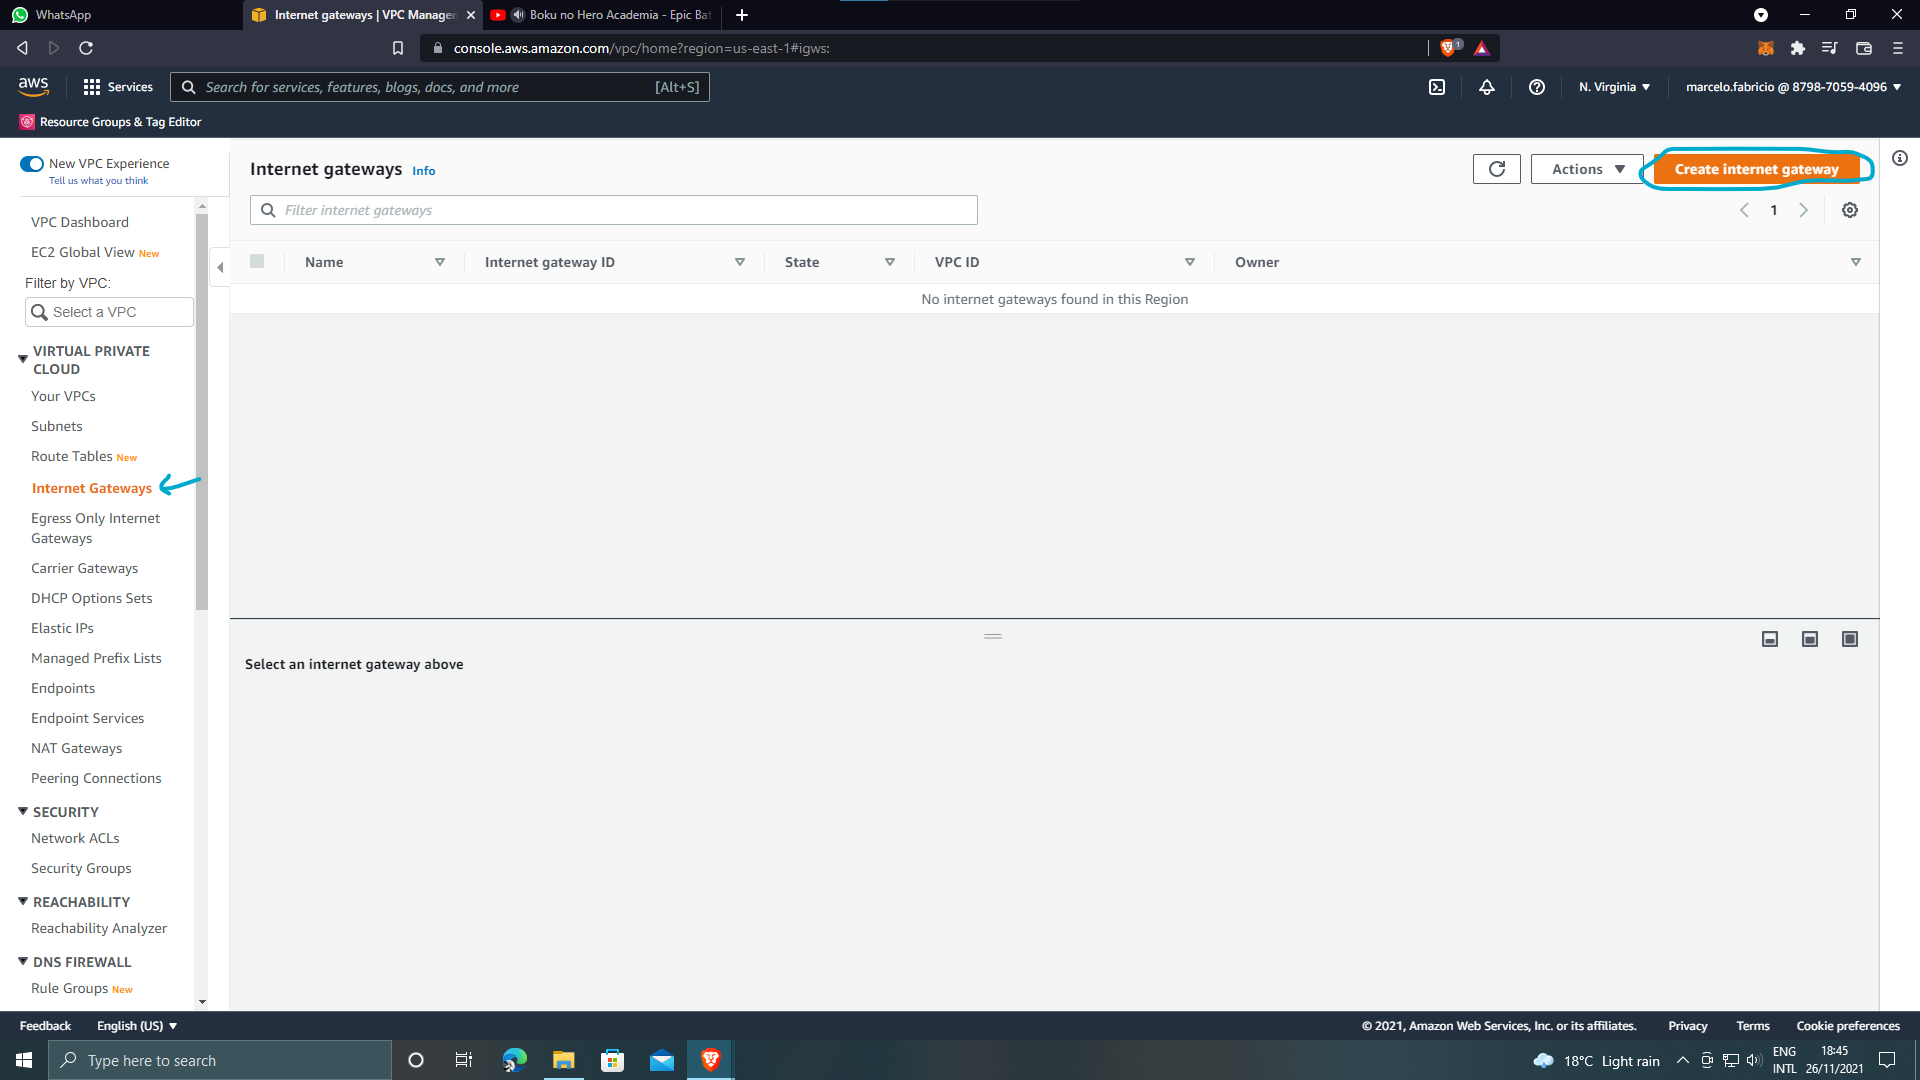 WhatsApp
Internet gateways | VPC Managem
Boku no Hero Academia - Epic Bat
console.aws.amazon.com/vpc/home?region=us-east-1#igws:
1
aws
Services
Search for services, features, blogs, docs, and more
[Alt+S]
N. Virginia
marcelo.fabricio @ 8798-7059-4096
Resource Groups & Tag Editor
New VPC Experience
Tell us what you think
VPC Dashboard
EC2 Global View New
Filter by VPC:
Select a VPC
VIRTUAL PRIVATE
CLOUD
Your VPCs
Subnets
Route Tables New
Internet Gateways
Egress Only Internet
Gateways
Carrier Gateways
DHCP Options Sets
Elastic IPs
Managed Prefix Lists
Endpoints
Endpoint Services
NAT Gateways
Peering Connections
SECURITY
Network ACLs
Security Groups
REACHABILITY
Reachability Analyzer
DNS FIREWALL
Rule Groups New
Internet gateways Info
Actions
Create internet gateway
Filter internet gateways
1
Name
Internet gateway ID
State
VPC ID
Owner
No internet gateways found in this Region
Select an internet gateway above
Feedback
English (US)
© 2021, Amazon Web Services, Inc. or its affiliates.
Privacy
Terms
Cookie preferences
Type here to search
18°C Light rain
ENG
INTL
18:45
26/11/2021